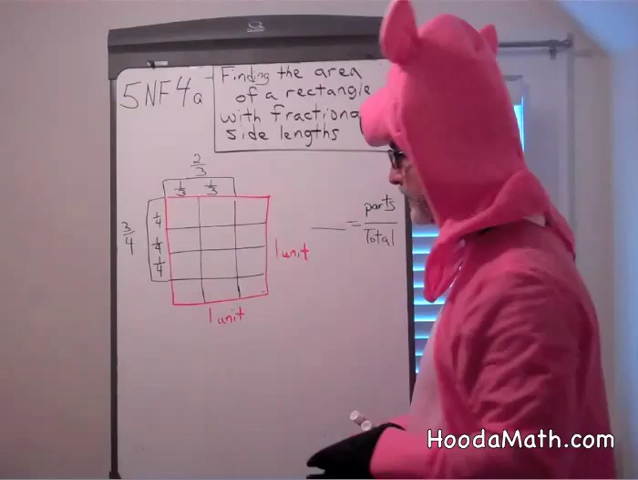 5NF4a
Finding the area
of a rectangle
with fractiona
side lengths
2/3
1/3 1/3
3/4
1/4
1/4
1/4
1 unit
1 unit
___ = parts/Total
HoodaMath.com